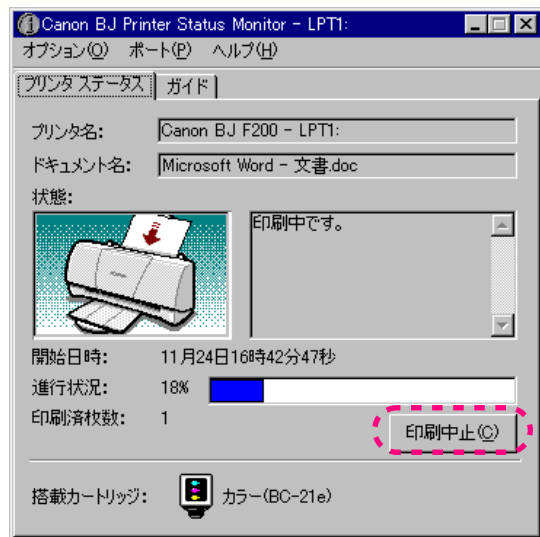 Canon BJ Printer Status Monitor - LPT1:
オプション(O) ポート(P) ヘルプ(H)
プリンタ ステータス ガイド
プリンタ名: Canon BJ F200 - LPT1:
ドキュメント名: Microsoft Word - 文書.doc
状態:
印刷中です。
開始日時: 11月24日16時42分47秒
進行状況: 18%
印刷済枚数: 1
印刷中止(C)
搭載カートリッジ: カラー(BC-21e)